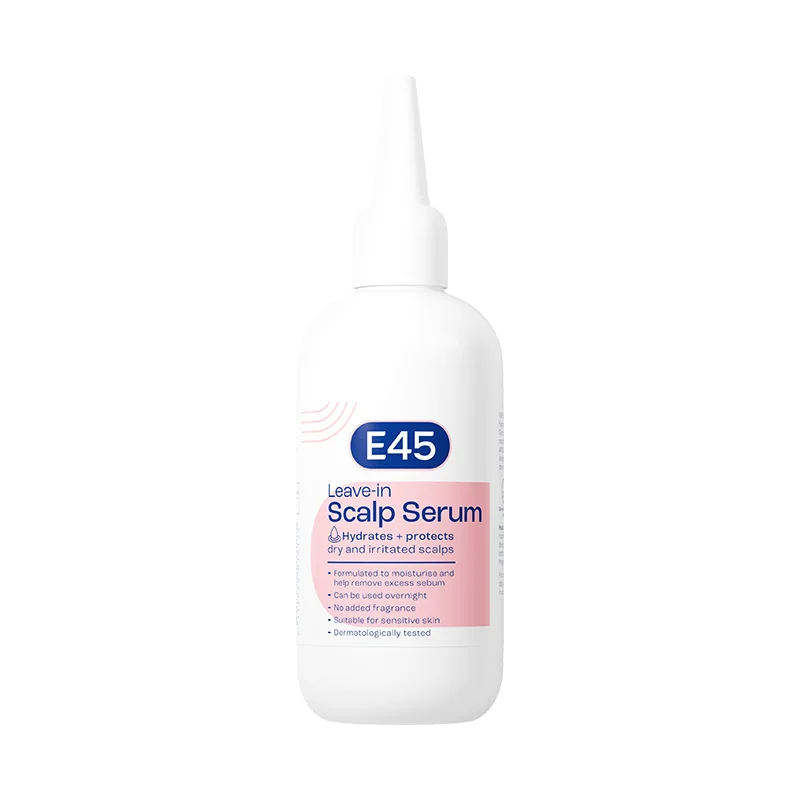 E45
Leave-in
Scalp Serum
Hydrates + protects
dry and irritated scalps
- Formulated to moisturise and
help remove excess sebum
- Can be used overnight
- No added fragrance
- Suitable for sensitive skin
- Dermatologically tested